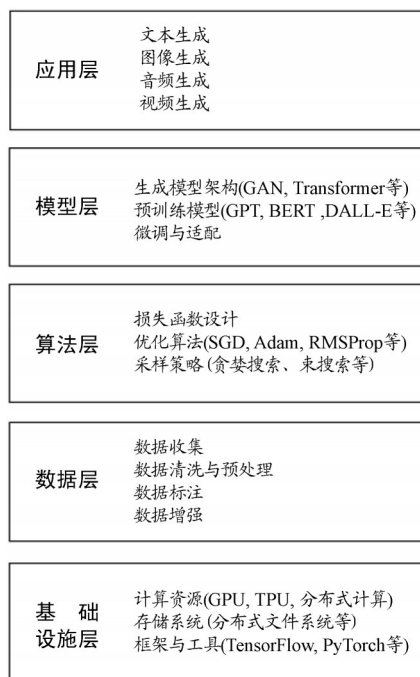 应用层
文本生成
图像生成
音频生成
视频生成
模型层
生成模型架构(GAN, Transformer等)
预训练模型(GPT, BERT ,DALL-E等)
微调与适配
算法层
损失函数设计
优化算法(SGD, Adam, RMSProp等)
采样策略(贪婪搜索、束搜索等)
数据层
数据收集
数据清洗与预处理
数据标注
数据增强
基 础
设施层
计算资源(GPU, TPU, 分布式计算)
存储系统(分布式文件系统等)
框架与工具(TensorFlow, PyTorch等)